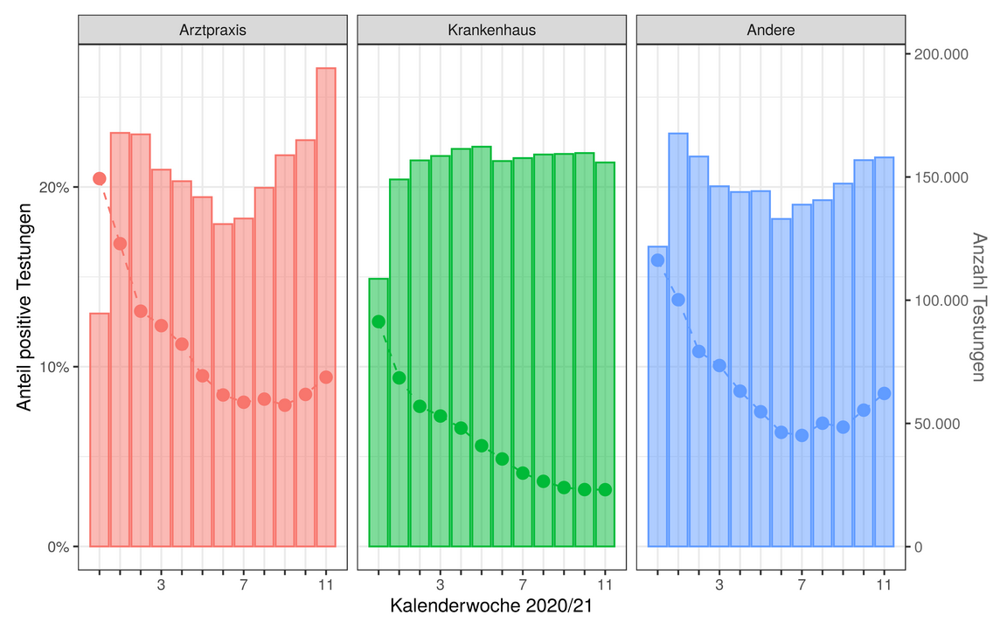 Arztpraxis
Krankenhaus
Andere
Anteil positive Testungen
20%
10%
0%
200.000
150.000
100.000
50.000
0
Anzahl Testungen
3
7
11
3
7
11
3
7
11
Kalenderwoche 2020/21